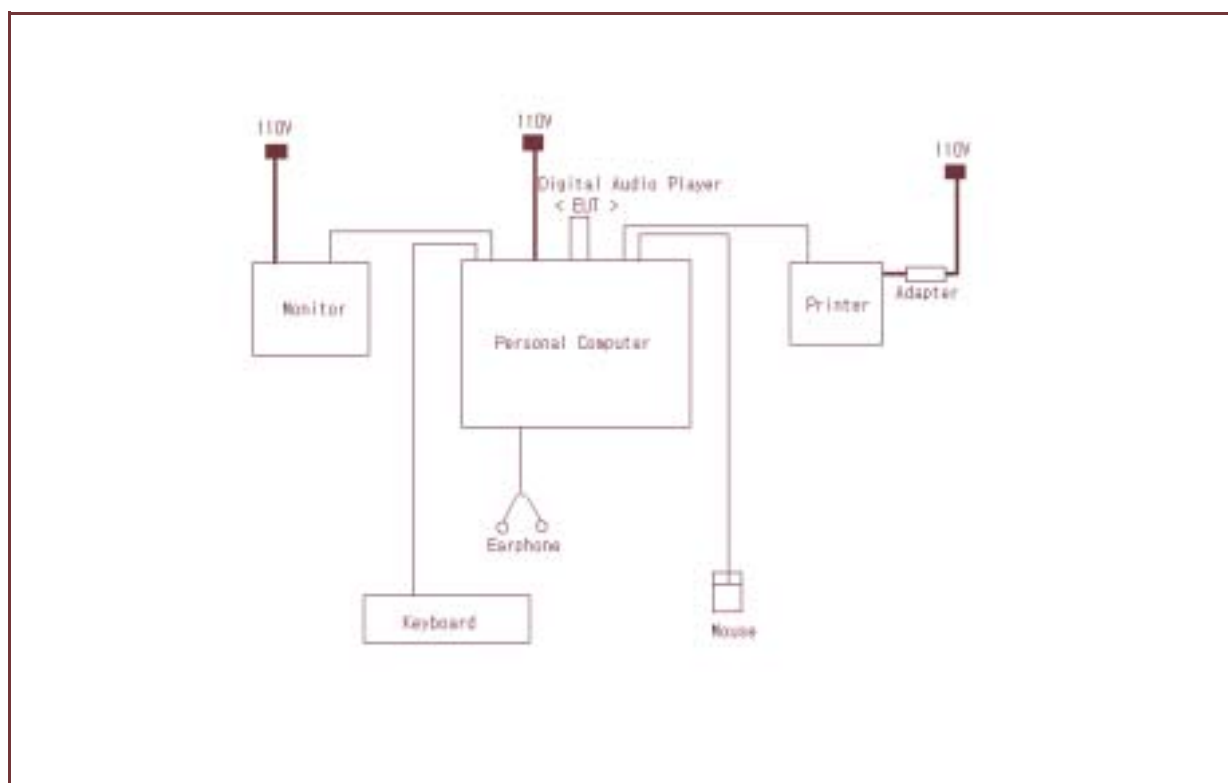 110V
110V
110V
Digital Audio Player
< EUT >
Monitor
Personal Computer
Printer
Adapter
Earphone
Keyboard
Mouse